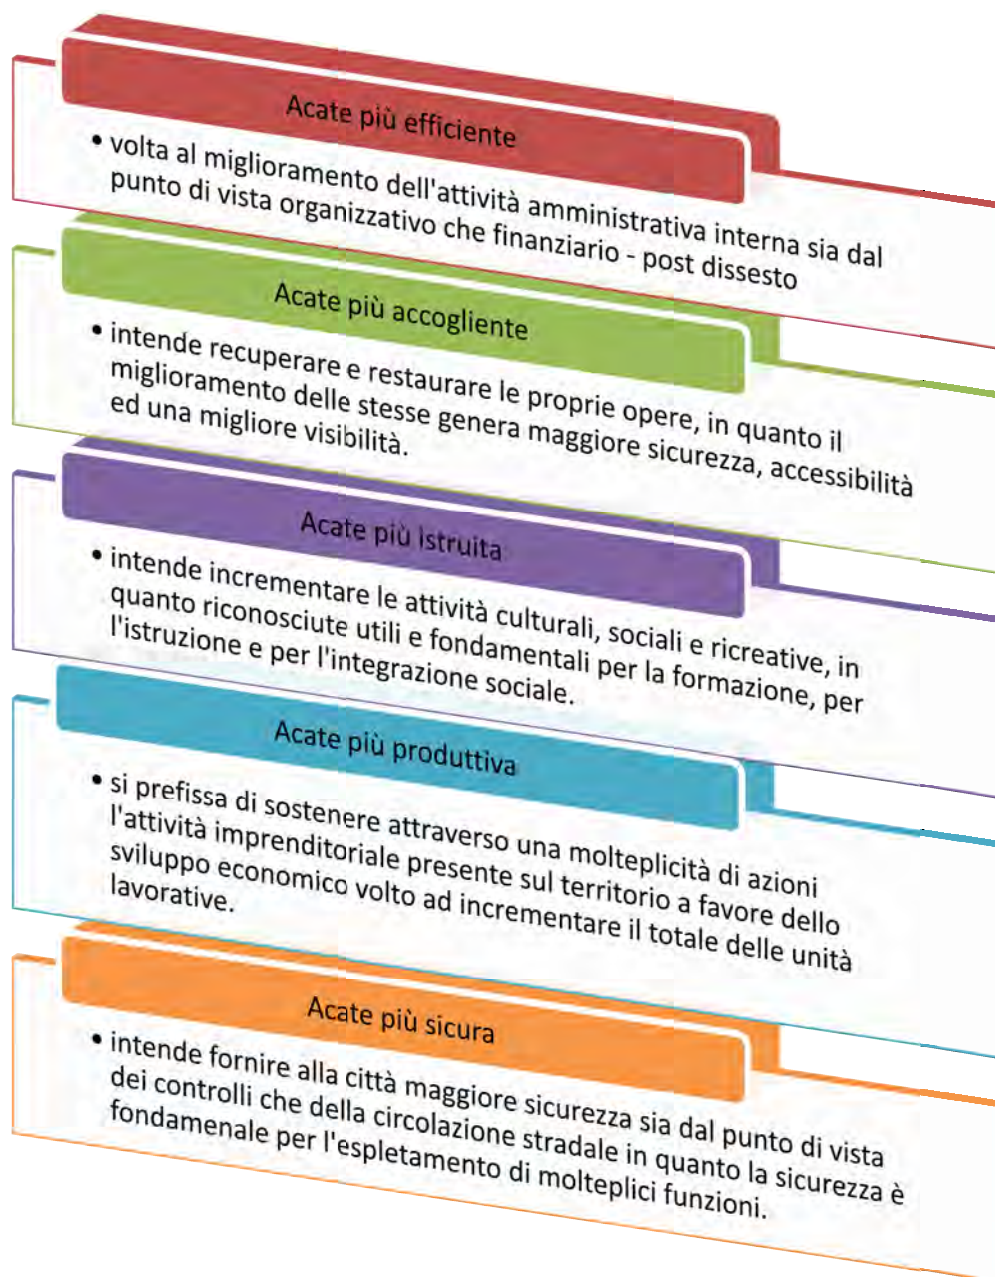 Acate più efficiente
• volta al miglioramento dell'attività amministrativa interna sia dal
punto di vista organizzativo che finanziario - post dissesto
Acate più accogliente
• intende recuperare e restaurare le proprie opere, in quanto il
miglioramento delle stesse genera maggiore sicurezza, accessibilità
ed una migliore visibilità.
Acate più istruita
• intende incrementare le attività culturali, sociali e ricreative, in
quanto riconosciute utili e fondamentali per la formazione, per
l'istruzione e per l'integrazione sociale.
Acate più produttiva
• si prefissa di sostenere attraverso una molteplicità di azioni
l'attività imprenditoriale presente sul territorio a favore dello
sviluppo economico volto ad incrementare il totale delle unità
lavorative.
Acate più sicura
• intende fornire alla città maggiore sicurezza sia dal punto di vista
dei controlli che della circolazione stradale in quanto la sicurezza è
fondamenale per l'espletamento di molteplici funzioni.